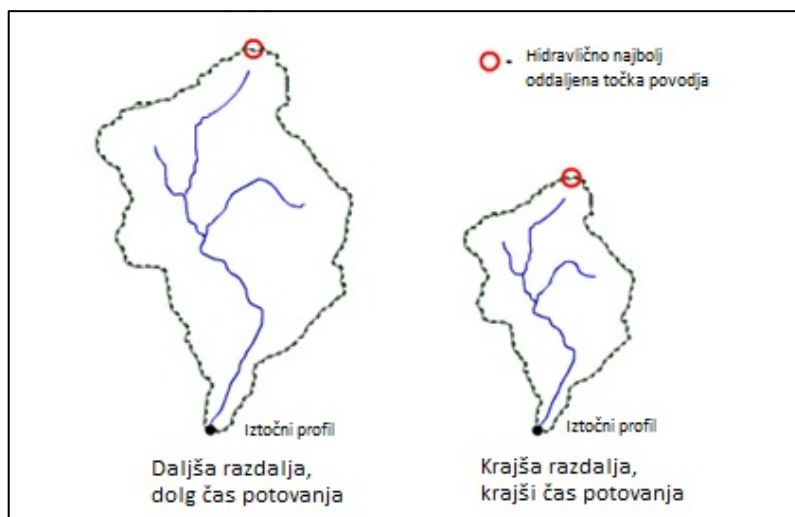 - Hidravlično najbolj
oddaljena točka povodja
Iztočni profil
Daljša razdalja,
dolg čas potovanja
Iztočni profil
Krajša razdalja,
krajši čas potovanja